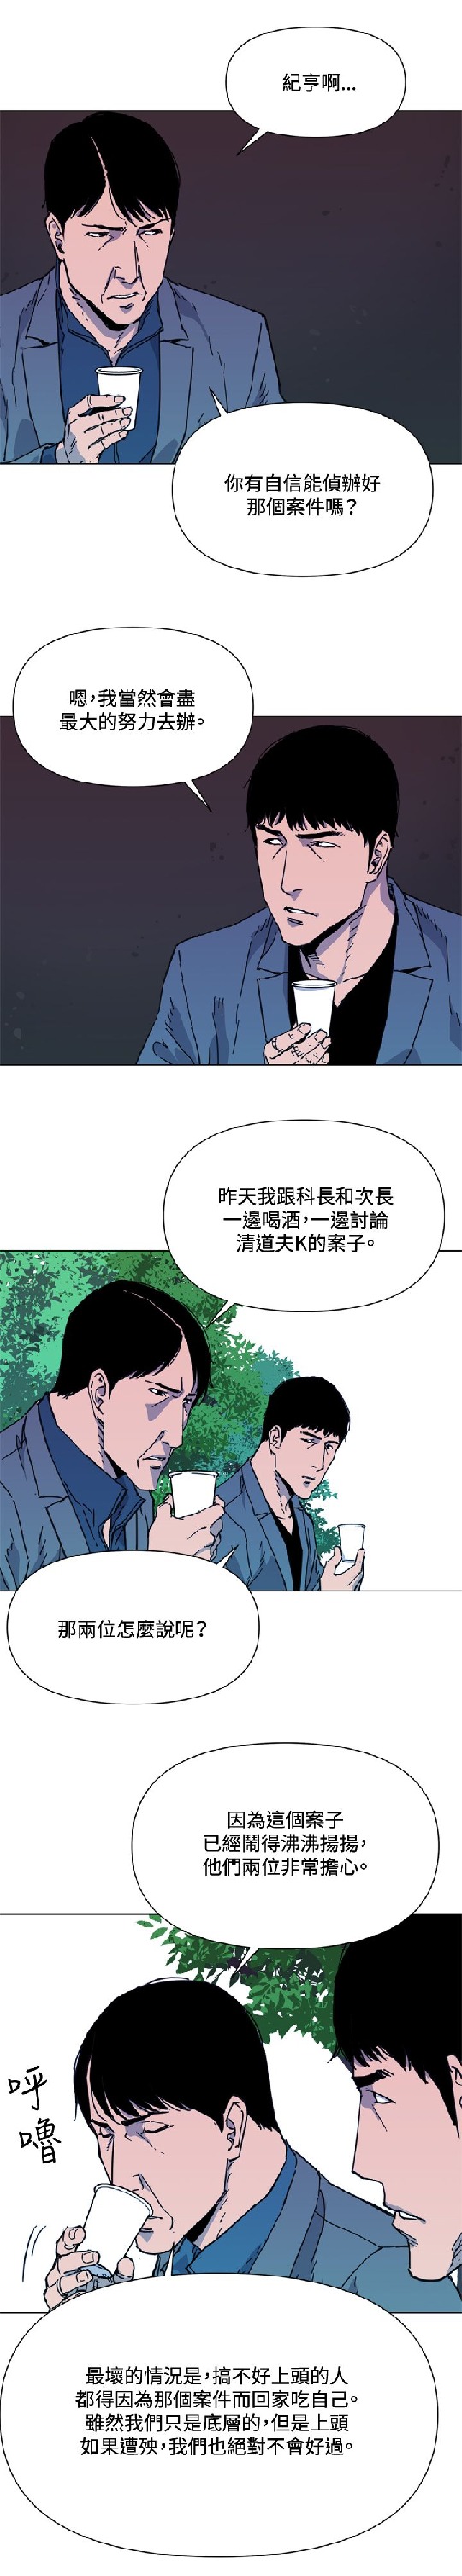 紀亨啊…
你有自信能偵辦好
那個案件嗎？
嗯，我當然會盡
最大的努力去辦。
昨天我跟科長和次長
一邊喝酒，一邊討論
清道夫K的案子。
那兩位怎麼說呢？
因為這個案子
已經鬧得沸沸揚揚，
他們兩位非常擔心。
呼
嚕
最壞的情況是，搞不好上頭的人
都得因為那個案件而回家吃自己。
雖然我們只是底層的，但是上頭
如果遭殃，我們也絕對不會好過。